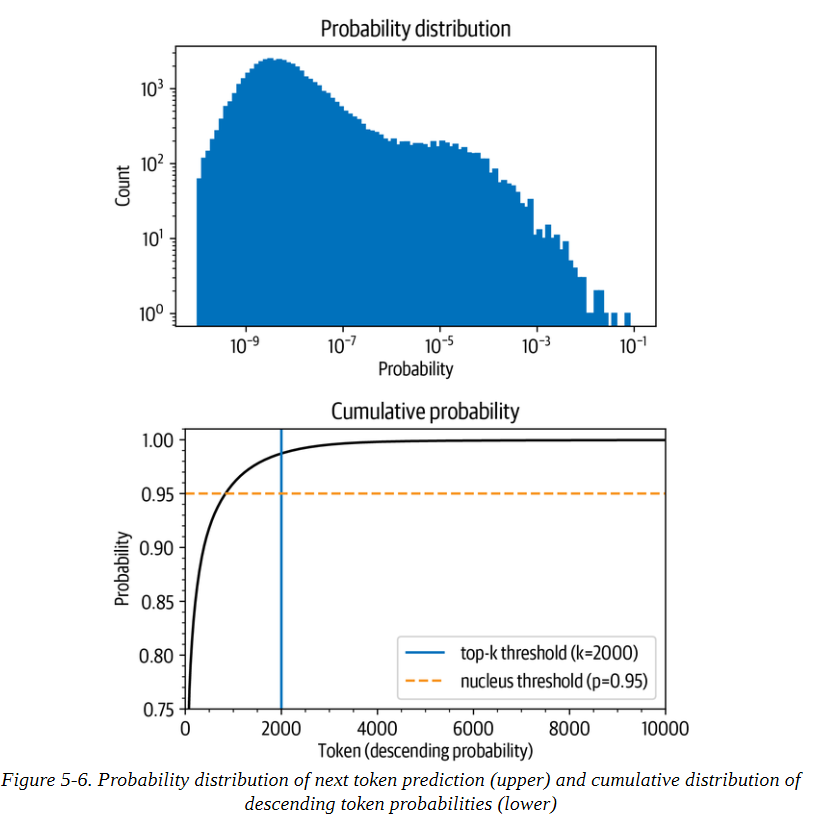 Probability distribution
10³
10²
10¹
10⁰
Count
10⁻⁹ 10⁻⁷ 10⁻⁵ 10⁻³ 10⁻¹
Probability
Cumulative probability
1.00
0.95
0.90
0.85
0.80
0.75
Probability
top-k threshold (k=2000)
nucleus threshold (p=0.95)
0 2000 4000 6000 8000 10000
Token (descending probability)
Figure 5-6. Probability distribution of next token prediction (upper) and cumulative distribution of
descending token probabilities (lower)